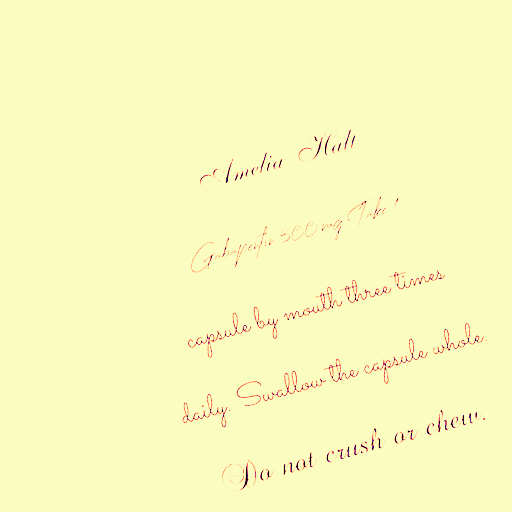 Amelia Hall
Gabapentin 300 mg Take 1
capsule by mouth three times
daily. Swallow the capsule whole.
Do not crush or chew.